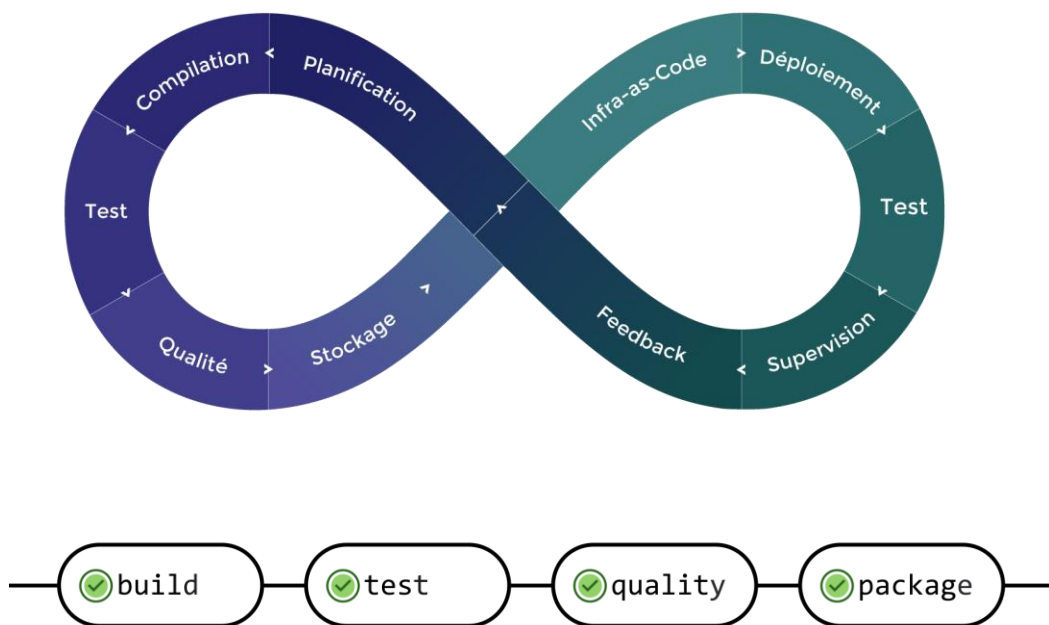 Planification
Compilation
Test
Qualité
Stockage
Infra-as-Code
Déploiement
Test
Supervision
Feedback
build
test
quality
package